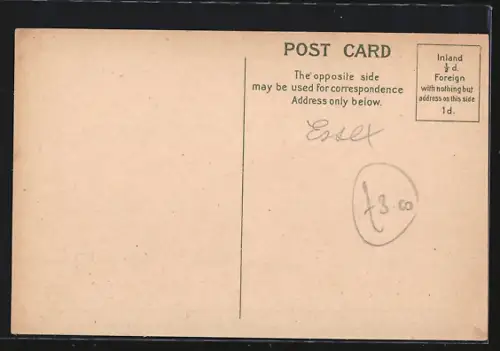 POST CARD
The opposite side
may be used for correspondence
Address only below.
Inland
½ d.
Foreign
with nothing but
address on this side
1d.
Essex
£3.00